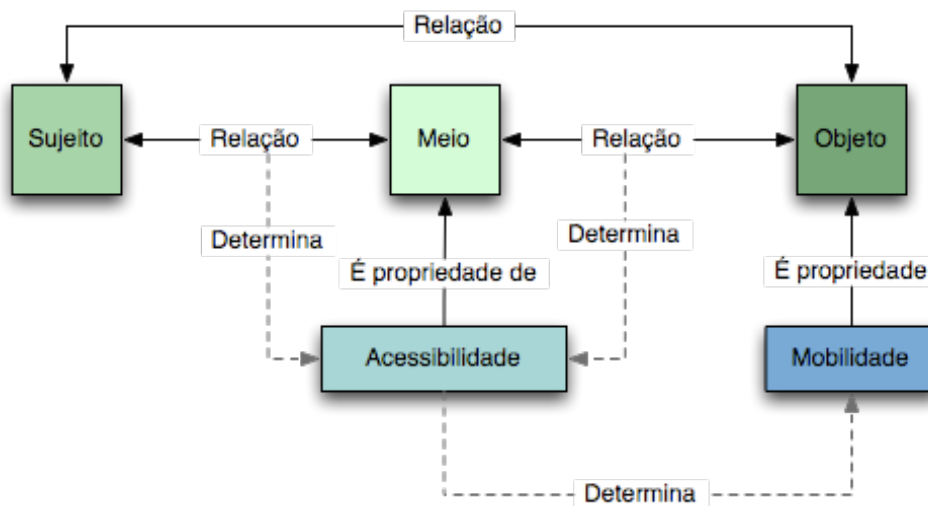 Relação
Sujeito
Relação
Meio
Relação
Objeto
Determina
Determina
É propriedade de
É propriedade
Acessibilidade
Mobilidade
Determina